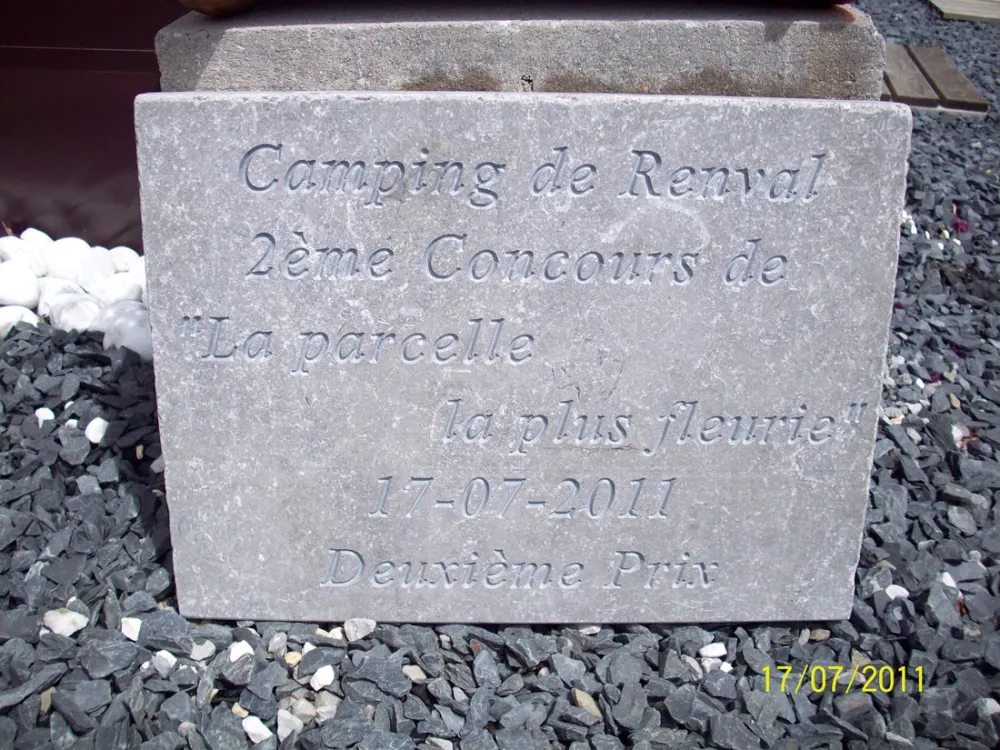 Camping de Renval
2ème Concours de
"La parcelle
la plus fleurie"
17-07-2011
Deuxième Prix
17/07/2011